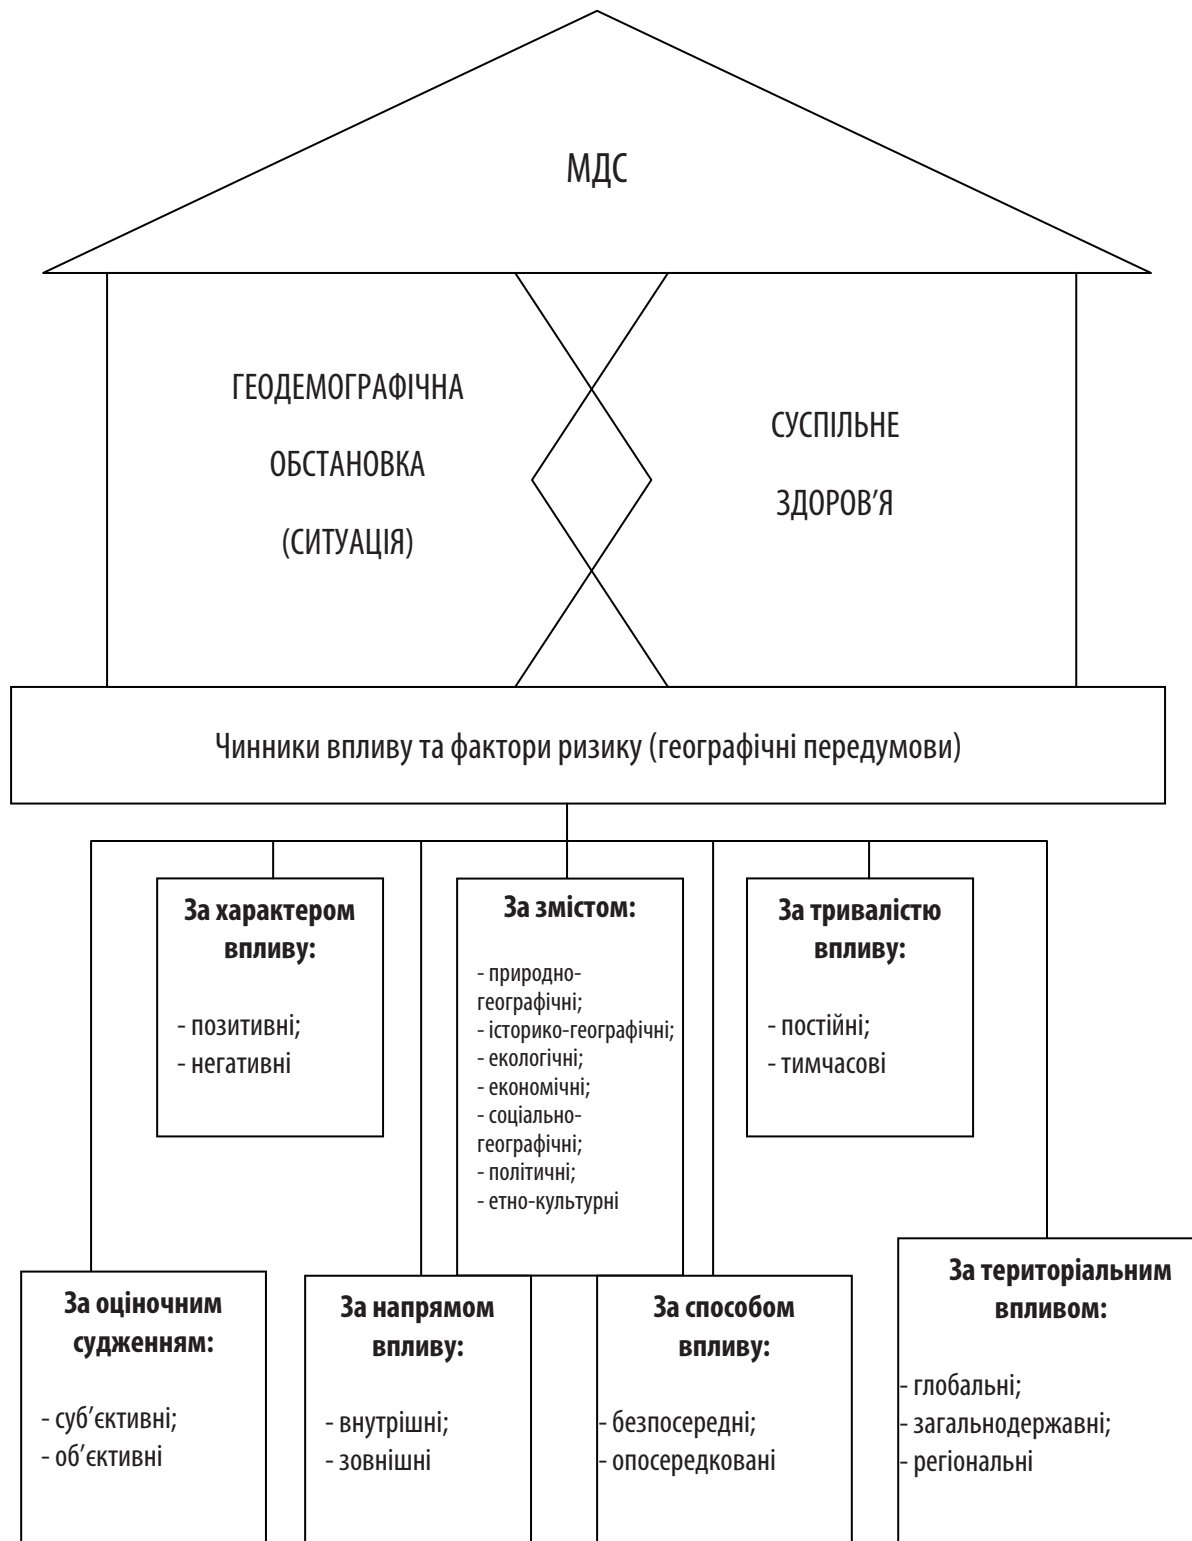 МДС
ГЕОДЕМОГРАФІЧНА
ОБСТАНОВКА
(СИТУАЦІЯ)
СУСПІЛЬНЕ
ЗДОРОВ’Я
Чинники впливу та фактори ризику (географічні передумови)
За характером
впливу:
- позитивні;
- негативні
За змістом:
- природно-
географічні;
- історико-географічні;
- екологічні;
- економічні;
- соціально-
географічні;
- політичні;
- етно-культурні
За тривалістю
впливу:
- постійні;
- тимчасові
За оціночним
судженням:
- суб’єктивні;
- об’єктивні
За напрямом
впливу:
- внутрішні;
- зовнішні
За способом
впливу:
- безпосередні;
- опосередковані
За територіальним
впливом:
- глобальні;
- загальнодержавні;
- регіональні